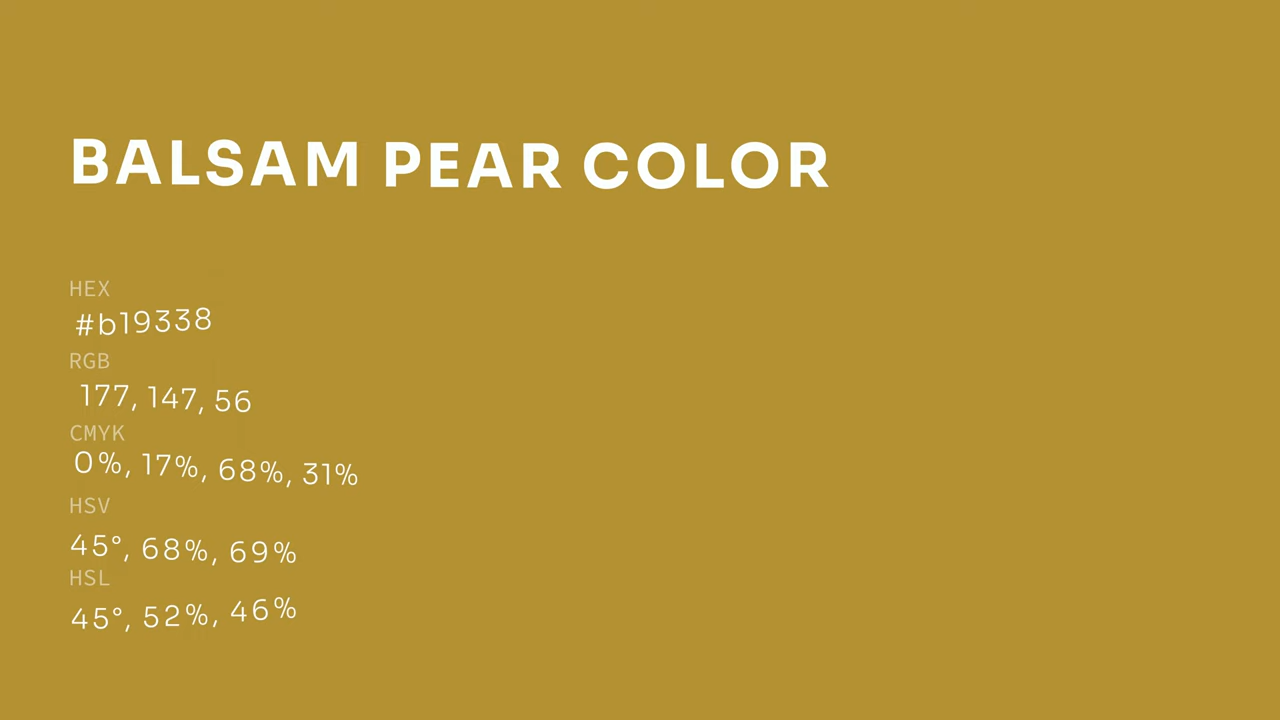 BALSAM PEAR COLOR
HEX
#b19338
RGB
177, 147, 56
CMYK
0%, 17%, 68%, 31%
HSV
45°, 68%, 69%
HSL
45°, 52%, 46%